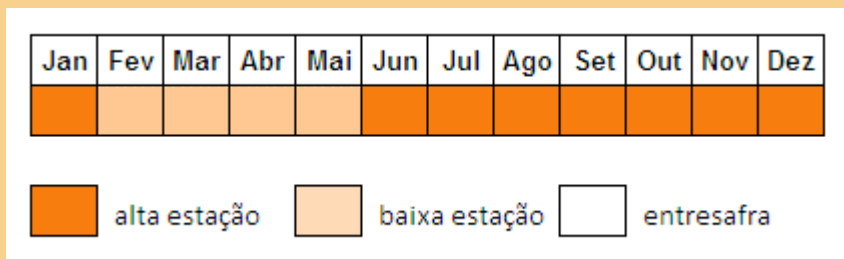 Jan Fev Mar Abr Mai Jun Jul Ago Set Out Nov Dez
alta estação baixa estação entresafra